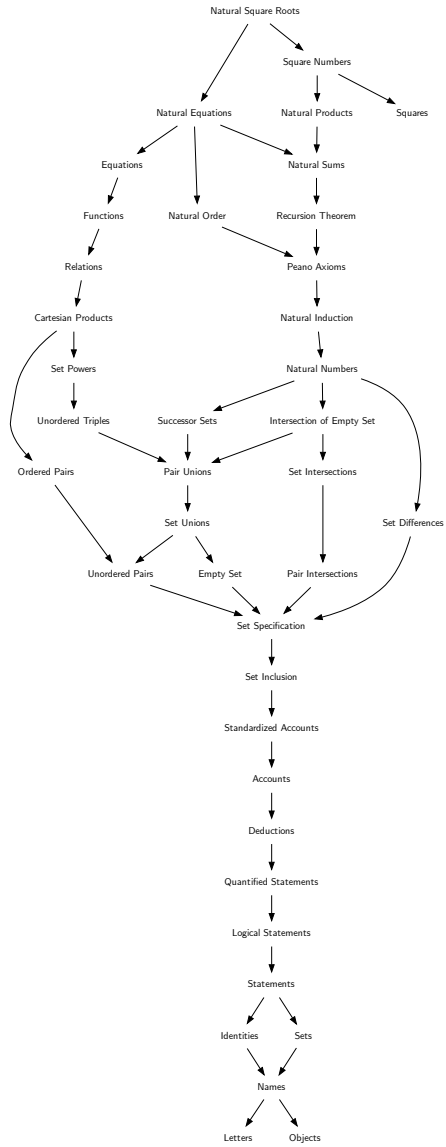 Natural Square Roots
Square Numbers
Natural Equations
Natural Products
Squares
Equations
Natural Sums
Functions
Natural Order
Recursion Theorem
Relations
Peano Axioms
Cartesian Products
Natural Induction
Set Powers
Natural Numbers
Unordered Triples
Successor Sets
Intersection of Empty Set
Ordered Pairs
Pair Unions
Set Intersections
Set Unions
Set Differences
Unordered Pairs
Empty Set
Pair Intersections
Set Specification
Set Inclusion
Standardized Accounts
Accounts
Deductions
Quantified Statements
Logical Statements
Statements
Identities
Sets
Names
Letters
Objects